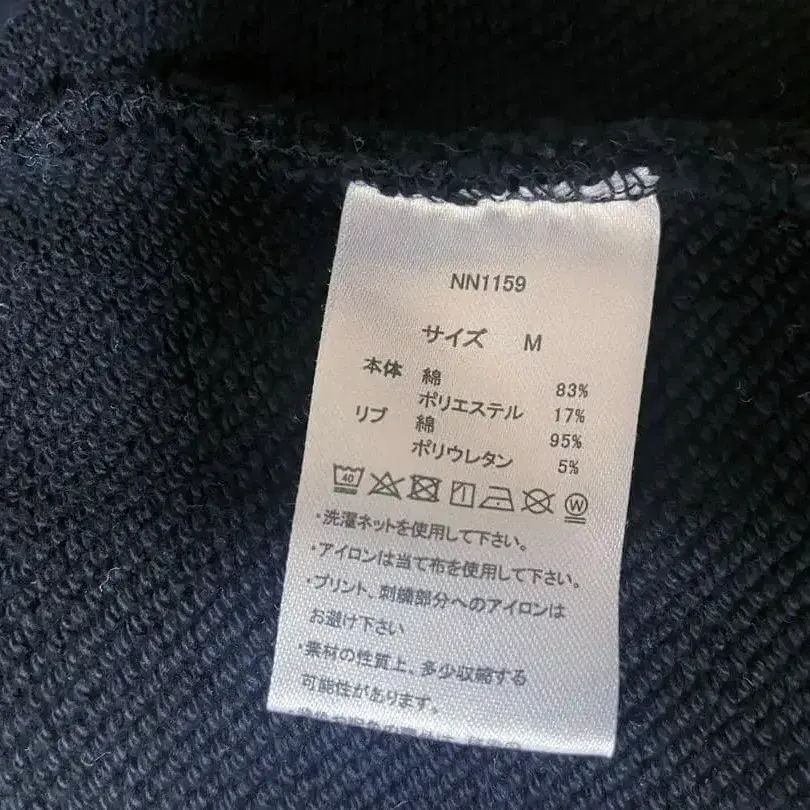 NN1159
サイズ M
本体 綿 83%
ポリエステル 17%
リブ 綿 95%
ポリウレタン 5%
40 W
・洗濯ネットを使用して下さい。
・アイロンは当て布を使用して下さい。
・プリント、刺繍部分へのアイロンは
お避け下さい
・素材の性質上、多少収縮する
可能性があります。